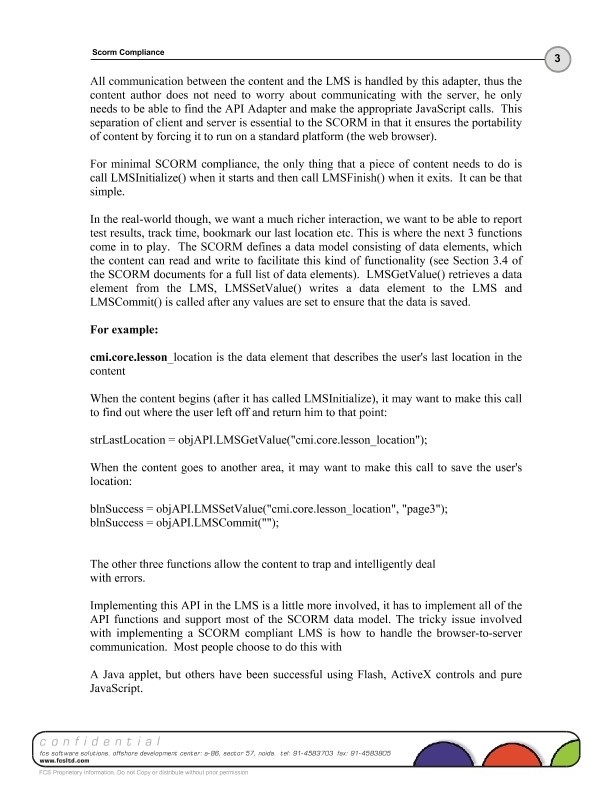 Scorm Compliance
3
All communication between the content and the LMS is handled by this adapter, thus the
content author does not need to worry about communicating with the server, he only
needs to be able to find the API Adapter and make the appropriate JavaScript calls. This
separation of client and server is essential to the SCORM in that it ensures the portability
of content by forcing it to run on a standard platform (the web browser).
For minimal SCORM compliance, the only thing that a piece of content needs to do is
call LMSInitialize() when it starts and then call LMSFinish() when it exits. It can be that
simple.
In the real-world though, we want a much richer interaction, we want to be able to report
test results, track time, bookmark our last location etc. This is where the next 3 functions
come in to play. The SCORM defines a data model consisting of data elements, which
the content can read and write to facilitate this kind of functionality (see Section 3.4 of
the SCORM documents for a full list of data elements). LMSGetValue() retrieves a data
element from the LMS, LMSSetValue() writes a data element to the LMS and
LMSCommit() is called after any values are set to ensure that the data is saved.
For example:
cmi.core.lesson_location is the data element that describes the user's last location in the
content
When the content begins (after it has called LMSInitialize), it may want to make this call
to find out where the user left off and return him to that point:
strLastLocation = objAPI.LMSGetValue("cmi.core.lesson_location");
When the content goes to another area, it may want to make this call to save the user's
location:
blnSuccess = objAPI.LMSSetValue("cmi.core.lesson_location", "page3");
blnSuccess = objAPI.LMSCommit("");
The other three functions allow the content to trap and intelligently deal
with errors.
Implementing this API in the LMS is a little more involved, it has to implement all of the
API functions and support most of the SCORM data model. The tricky issue involved
with implementing a SCORM compliant LMS is how to handle the browser-to-server
communication. Most people choose to do this with
A Java applet, but others have been successful using Flash, ActiveX controls and pure
JavaScript.
confidential
fcs software solutions, offshore development center: a-86, sector 57, noida. tel: 91-4583703 fax: 91-4583805
www.fcsltd.com
FCS Proprietory Information. Do not Copy or distribute without prior permission